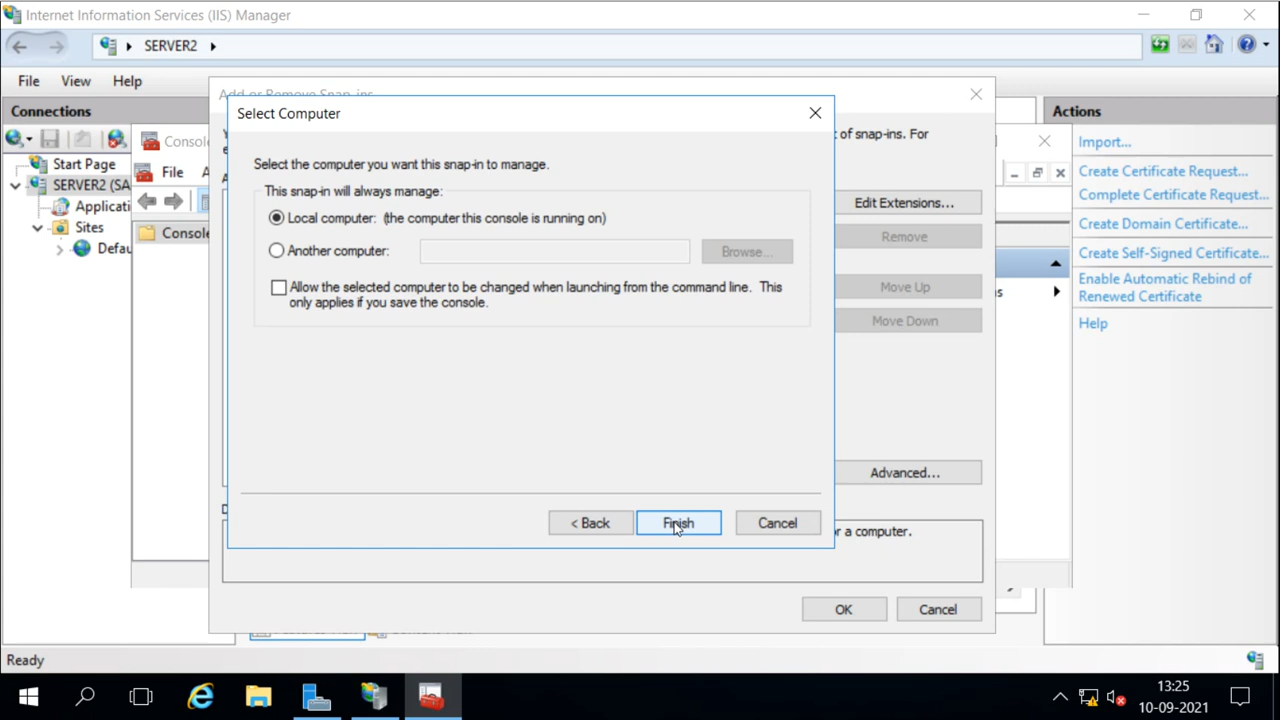 Internet Information Services (IIS) Manager
SERVER2
File View Help
Connections
Start Page
SERVER2 (SA
Applicati
Sites
Defau
Consol
File A
Console
Add or Remove Snap-ins
of snap-ins. For
Edit Extensions...
Remove
Move Up
Move Down
Advanced...
or a computer.
OK
Cancel
Select Computer
Select the computer you want this snap-in to manage.
This snap-in will always manage:
Local computer: (the computer this console is running on)
Another computer:
Browse...
Allow the selected computer to be changed when launching from the command line. This
only applies if you save the console.
< Back
Finish
Cancel
Actions
Import...
Create Certificate Request...
Complete Certificate Request...
Create Domain Certificate...
Create Self-Signed Certificate...
Enable Automatic Rebind of
Renewed Certificate
Help
Ready
13:25
10-09-2021